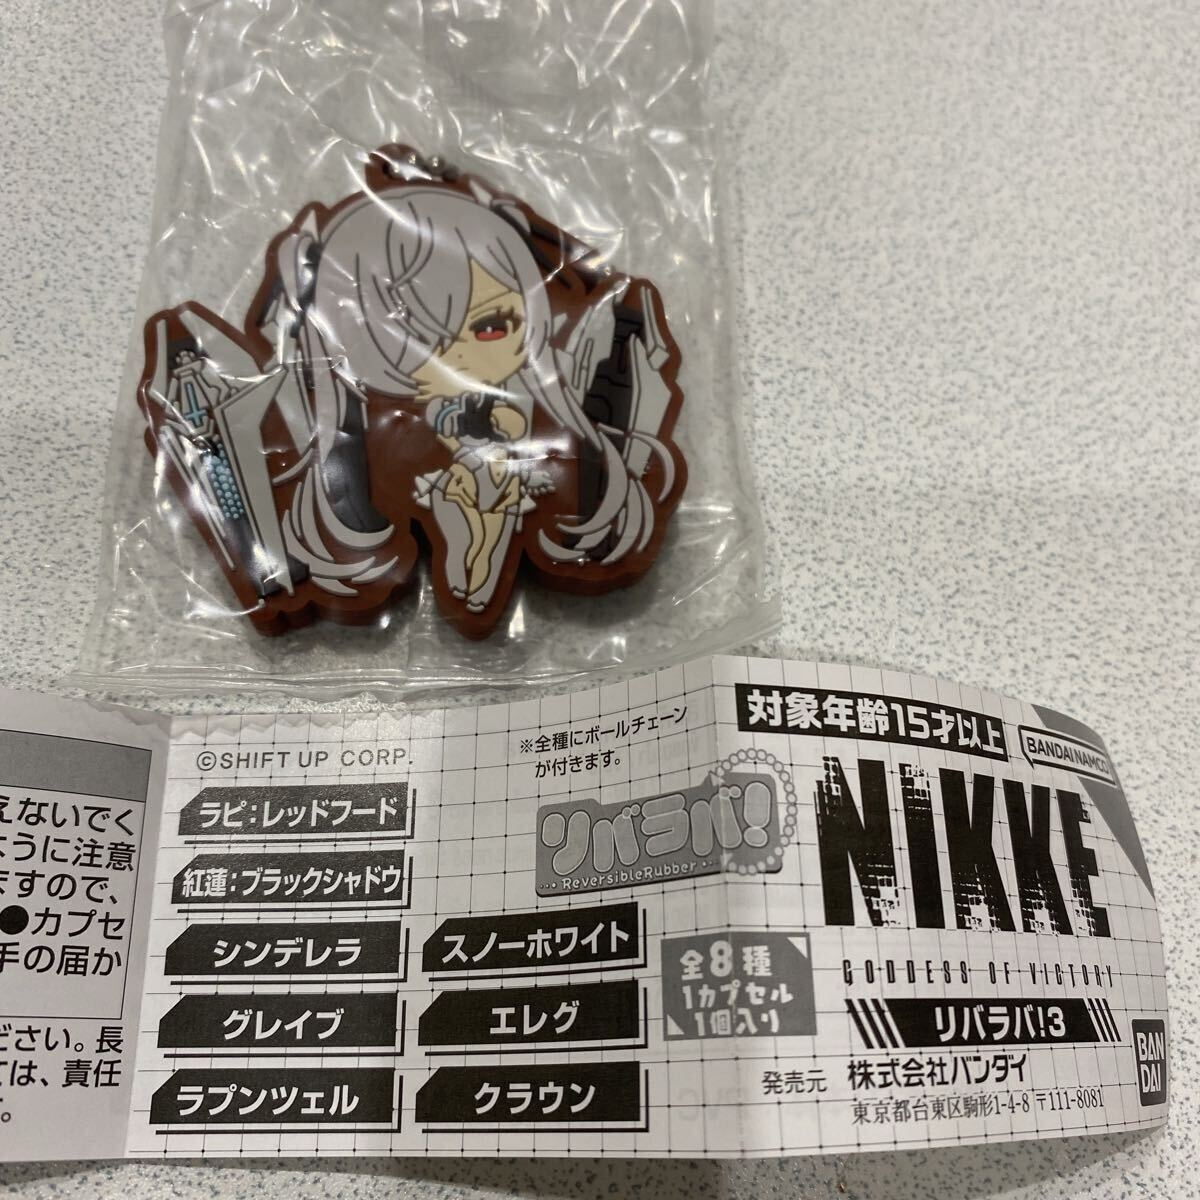 えないでく
ように注意
ますので、
●カプセ
手の届か
ださい。長
ては、責任
す。
©SHIFT UP CORP.
ラピ:レッドフード
紅蓮:ブラックシャドウ
シンデレラ
グレイブ
ラプンツェル
スノーホワイト
エレグ
クラウン
※全種にボールチェーン
が付きます。
リバラバ!
ReversibleRubber
全8種
1カプセル
1個入り
対象年齢15才以上
BANDAI NAMCO
NIKKE
GODDESS OF VICTORY
リバラバ!3
発売元 株式会社バンダイ
東京都台東区駒形1-4-8 〒111-8081
BAN
DAI